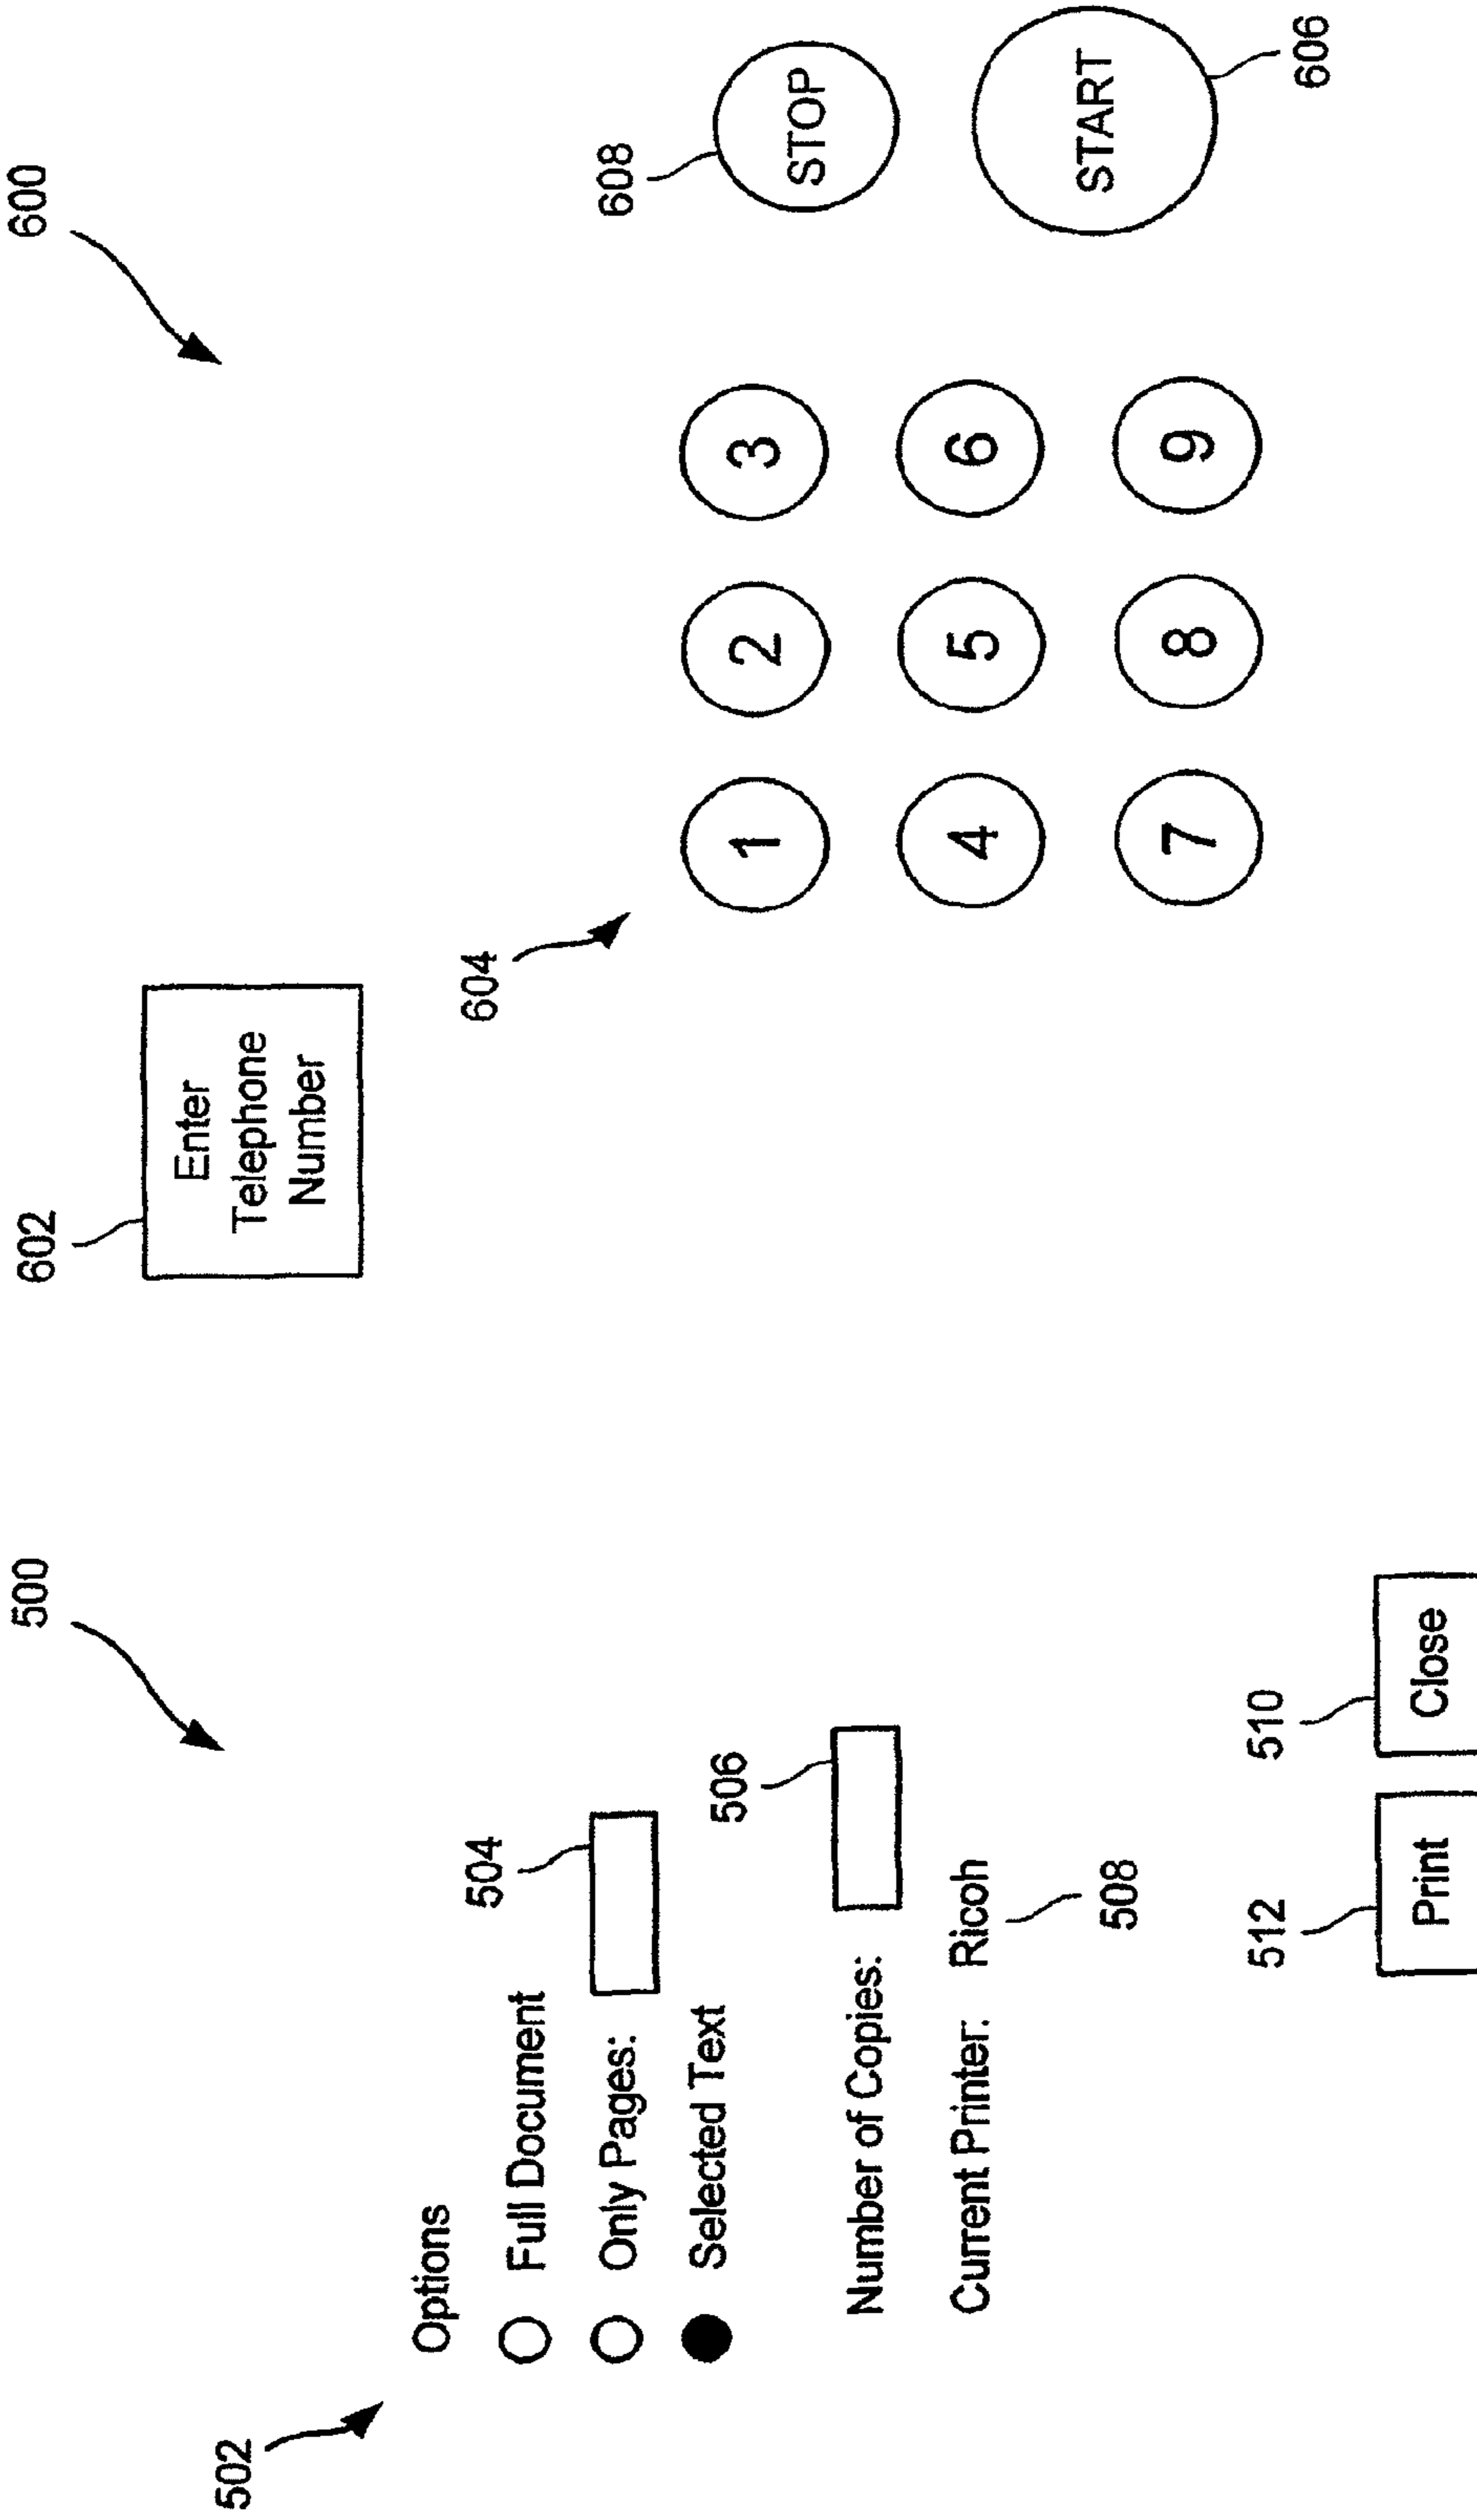 500
502
Options
Full Document
504
Only Pages:
Selected Text
506
Number of Copies:
Current Printer: Ricoh
508
512
510
Print Close
600
602
Enter
Telephone
Number
604
608
1 2 3 STOP
4 5 6
START
7 8 9
606